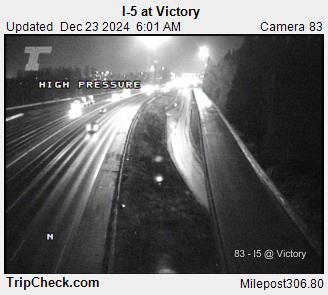 I-5 at Victory
Updated Dec 23 2024 6:01 AM Camera 83
HIGH PRESSURE
N
83 - I5 @ Victory
TripCheck.com Milepost306.80